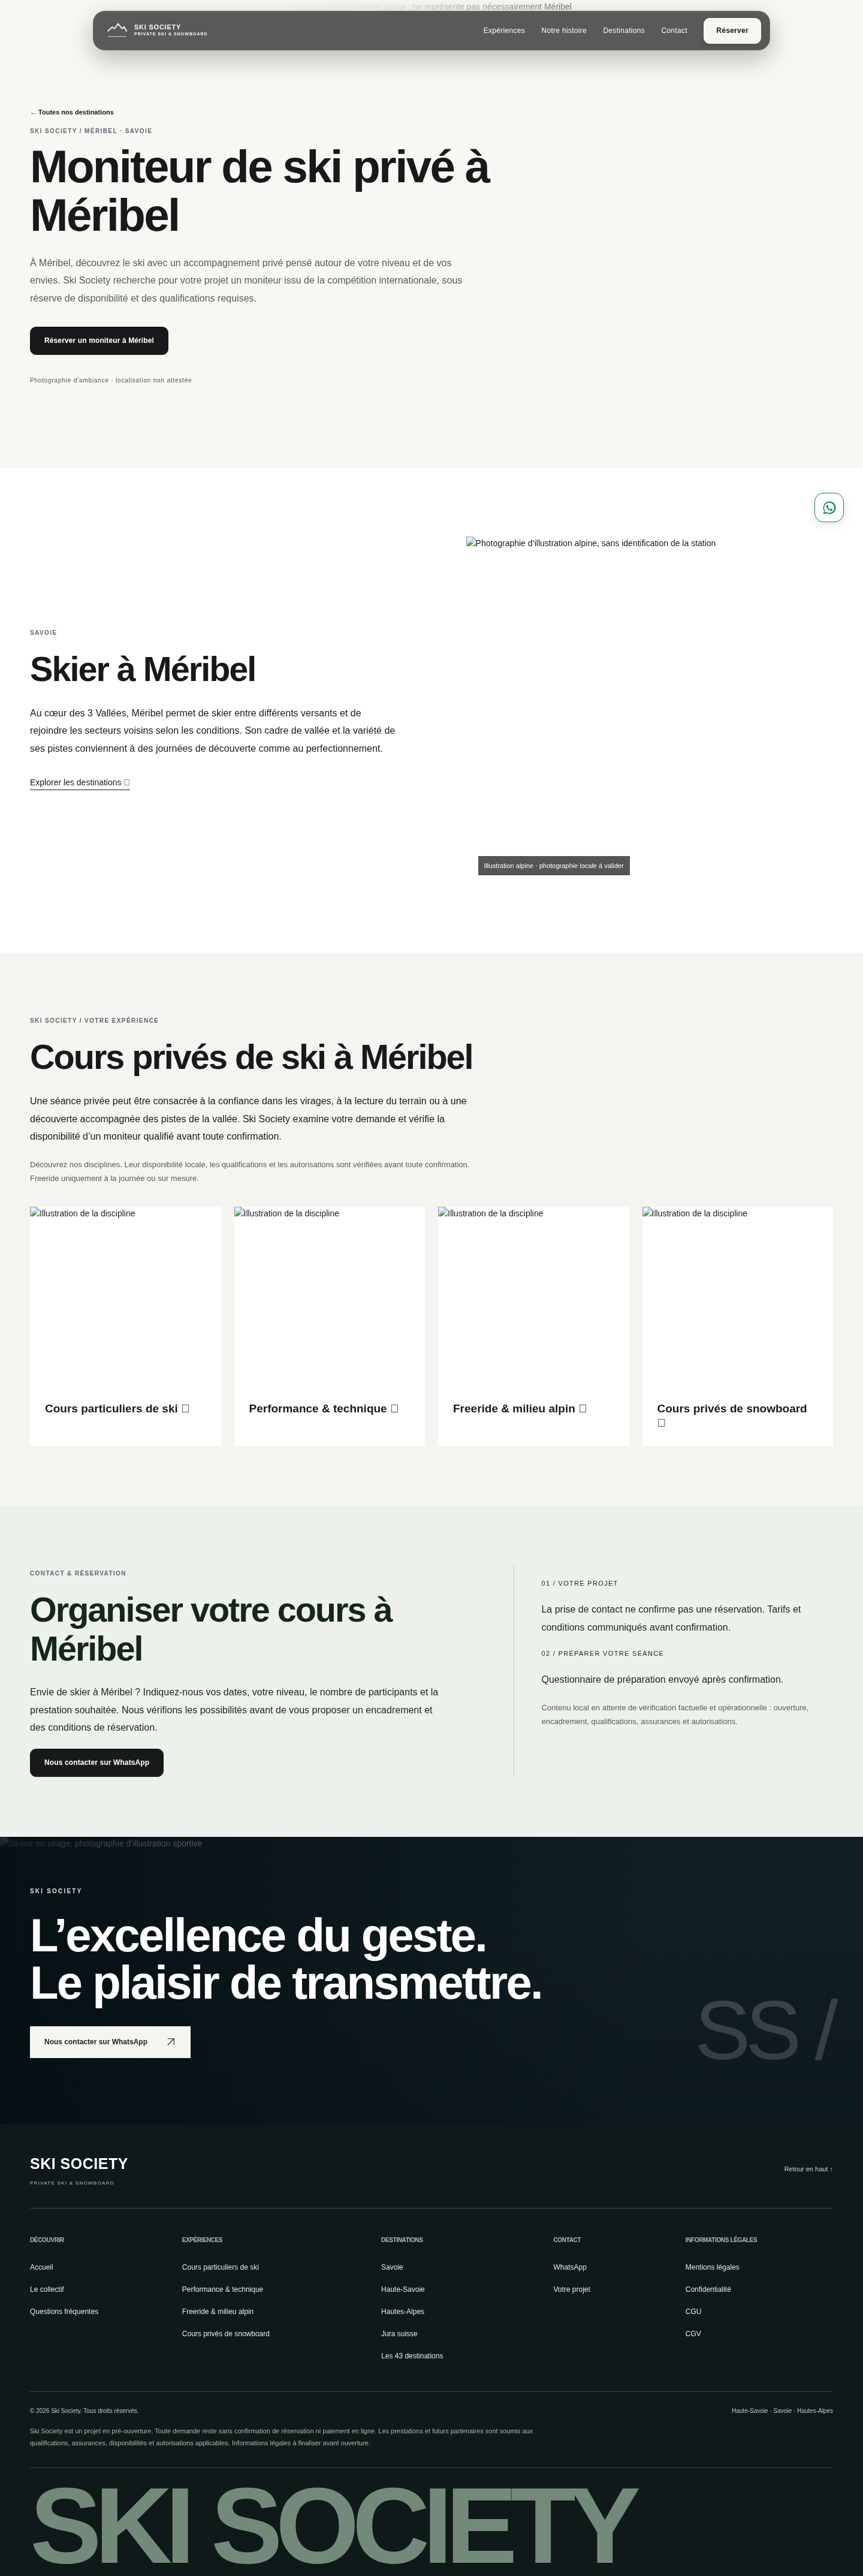 ne représente pas nécessairement Méribel
SKI SOCIETY
PRIVATE SKI & SNOWBOARD
Expériences
Notre histoire
Destinations
Contact
Réserver
← Toutes nos destinations
SKI SOCIETY / MÉRIBEL · SAVOIE
Moniteur de ski privé à
Méribel
À Méribel, découvrez le ski avec un accompagnement privé pensé autour de votre niveau et de vos
envies. Ski Society recherche pour votre projet un moniteur issu de la compétition internationale, sous
réserve de disponibilité et des qualifications requises.
Réserver un moniteur à Méribel
Photographie d’ambiance · localisation non attestée
Photographie d’illustration alpine, sans identification de la station
SAVOIE
Skier à Méribel
Au cœur des 3 Vallées, Méribel permet de skier entre différents versants et de
rejoindre les secteurs voisins selon les conditions. Son cadre de vallée et la variété de
ses pistes conviennent à des journées de découverte comme au perfectionnement.
Explorer les destinations
Illustration alpine · photographie locale à valider
SKI SOCIETY / VOTRE EXPÉRIENCE
Cours privés de ski à Méribel
Une séance privée peut être consacrée à la confiance dans les virages, à la lecture du terrain ou à une
découverte accompagnée des pistes de la vallée. Ski Society examine votre demande et vérifie la
disponibilité d’un moniteur qualifié avant toute confirmation.
Découvrez nos disciplines. Leur disponibilité locale, les qualifications et les autorisations sont vérifiées avant toute confirmation.
Freeride uniquement à la journée ou sur mesure.
Illustration de la discipline
Illustration de la discipline
Illustration de la discipline
Illustration de la discipline
Cours particuliers de ski
Performance & technique
Freeride & milieu alpin
Cours privés de snowboard
CONTACT & RÉSERVATION
Organiser votre cours à
Méribel
Envie de skier à Méribel ? Indiquez-nous vos dates, votre niveau, le nombre de participants et la
prestation souhaitée. Nous vérifions les possibilités avant de vous proposer un encadrement et
des conditions de réservation.
Nous contacter sur WhatsApp
01 / VOTRE PROJET
La prise de contact ne confirme pas une réservation. Tarifs et
conditions communiqués avant confirmation.
02 / PRÉPARER VOTRE SÉANCE
Questionnaire de préparation envoyé après confirmation.
Contenu local en attente de vérification factuelle et opérationnelle : ouverture,
encadrement, qualifications, assurances et autorisations.
Skieur en virage, photographie d’illustration sportive
SKI SOCIETY
L’excellence du geste.
Le plaisir de transmettre.
Nous contacter sur WhatsApp
SS /
SKI SOCIETY
PRIVATE SKI & SNOWBOARD
Retour en haut ↑
DÉCOUVRIR
Accueil
Le collectif
Questions fréquentes
EXPÉRIENCES
Cours particuliers de ski
Performance & technique
Freeride & milieu alpin
Cours privés de snowboard
DESTINATIONS
Savoie
Haute-Savoie
Hautes-Alpes
Jura suisse
Les 43 destinations
CONTACT
WhatsApp
Votre projet
INFORMATIONS LÉGALES
Mentions légales
Confidentialité
CGU
CGV
© 2026 Ski Society. Tous droits réservés.
Haute-Savoie · Savoie · Hautes-Alpes
Ski Society est un projet en pré-ouverture. Toute demande reste sans confirmation de réservation ni paiement en ligne. Les prestations et futurs partenaires sont soumis aux
qualifications, assurances, disponibilités et autorisations applicables. Informations légales à finaliser avant ouverture.
SKI SOCIETY